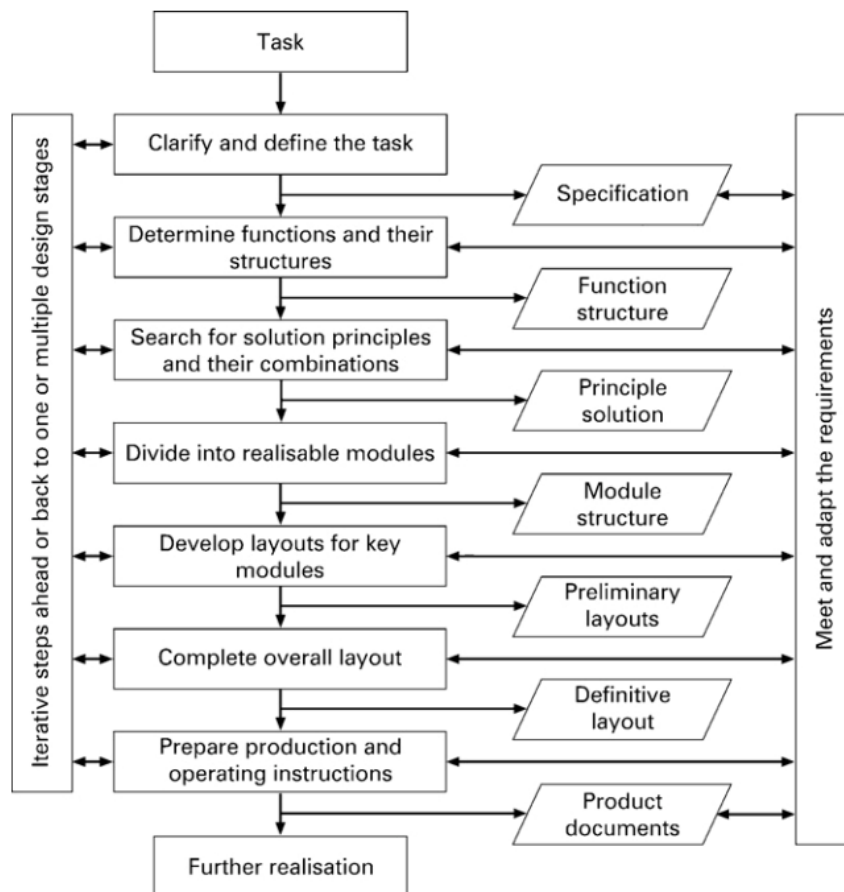 Task
Clarify and define the task
Specification
Determine functions and their
structures
Function
structure
Search for solution principles
and their combinations
Principle
solution
Divide into realisable modules
Module
structure
Develop layouts for key
modules
Preliminary
layouts
Complete overall layout
Definitive
layout
Prepare production and
operating instructions
Product
documents
Further realisation
Iterative steps ahead or back to one or multiple design stages
Meet and adapt the requirements